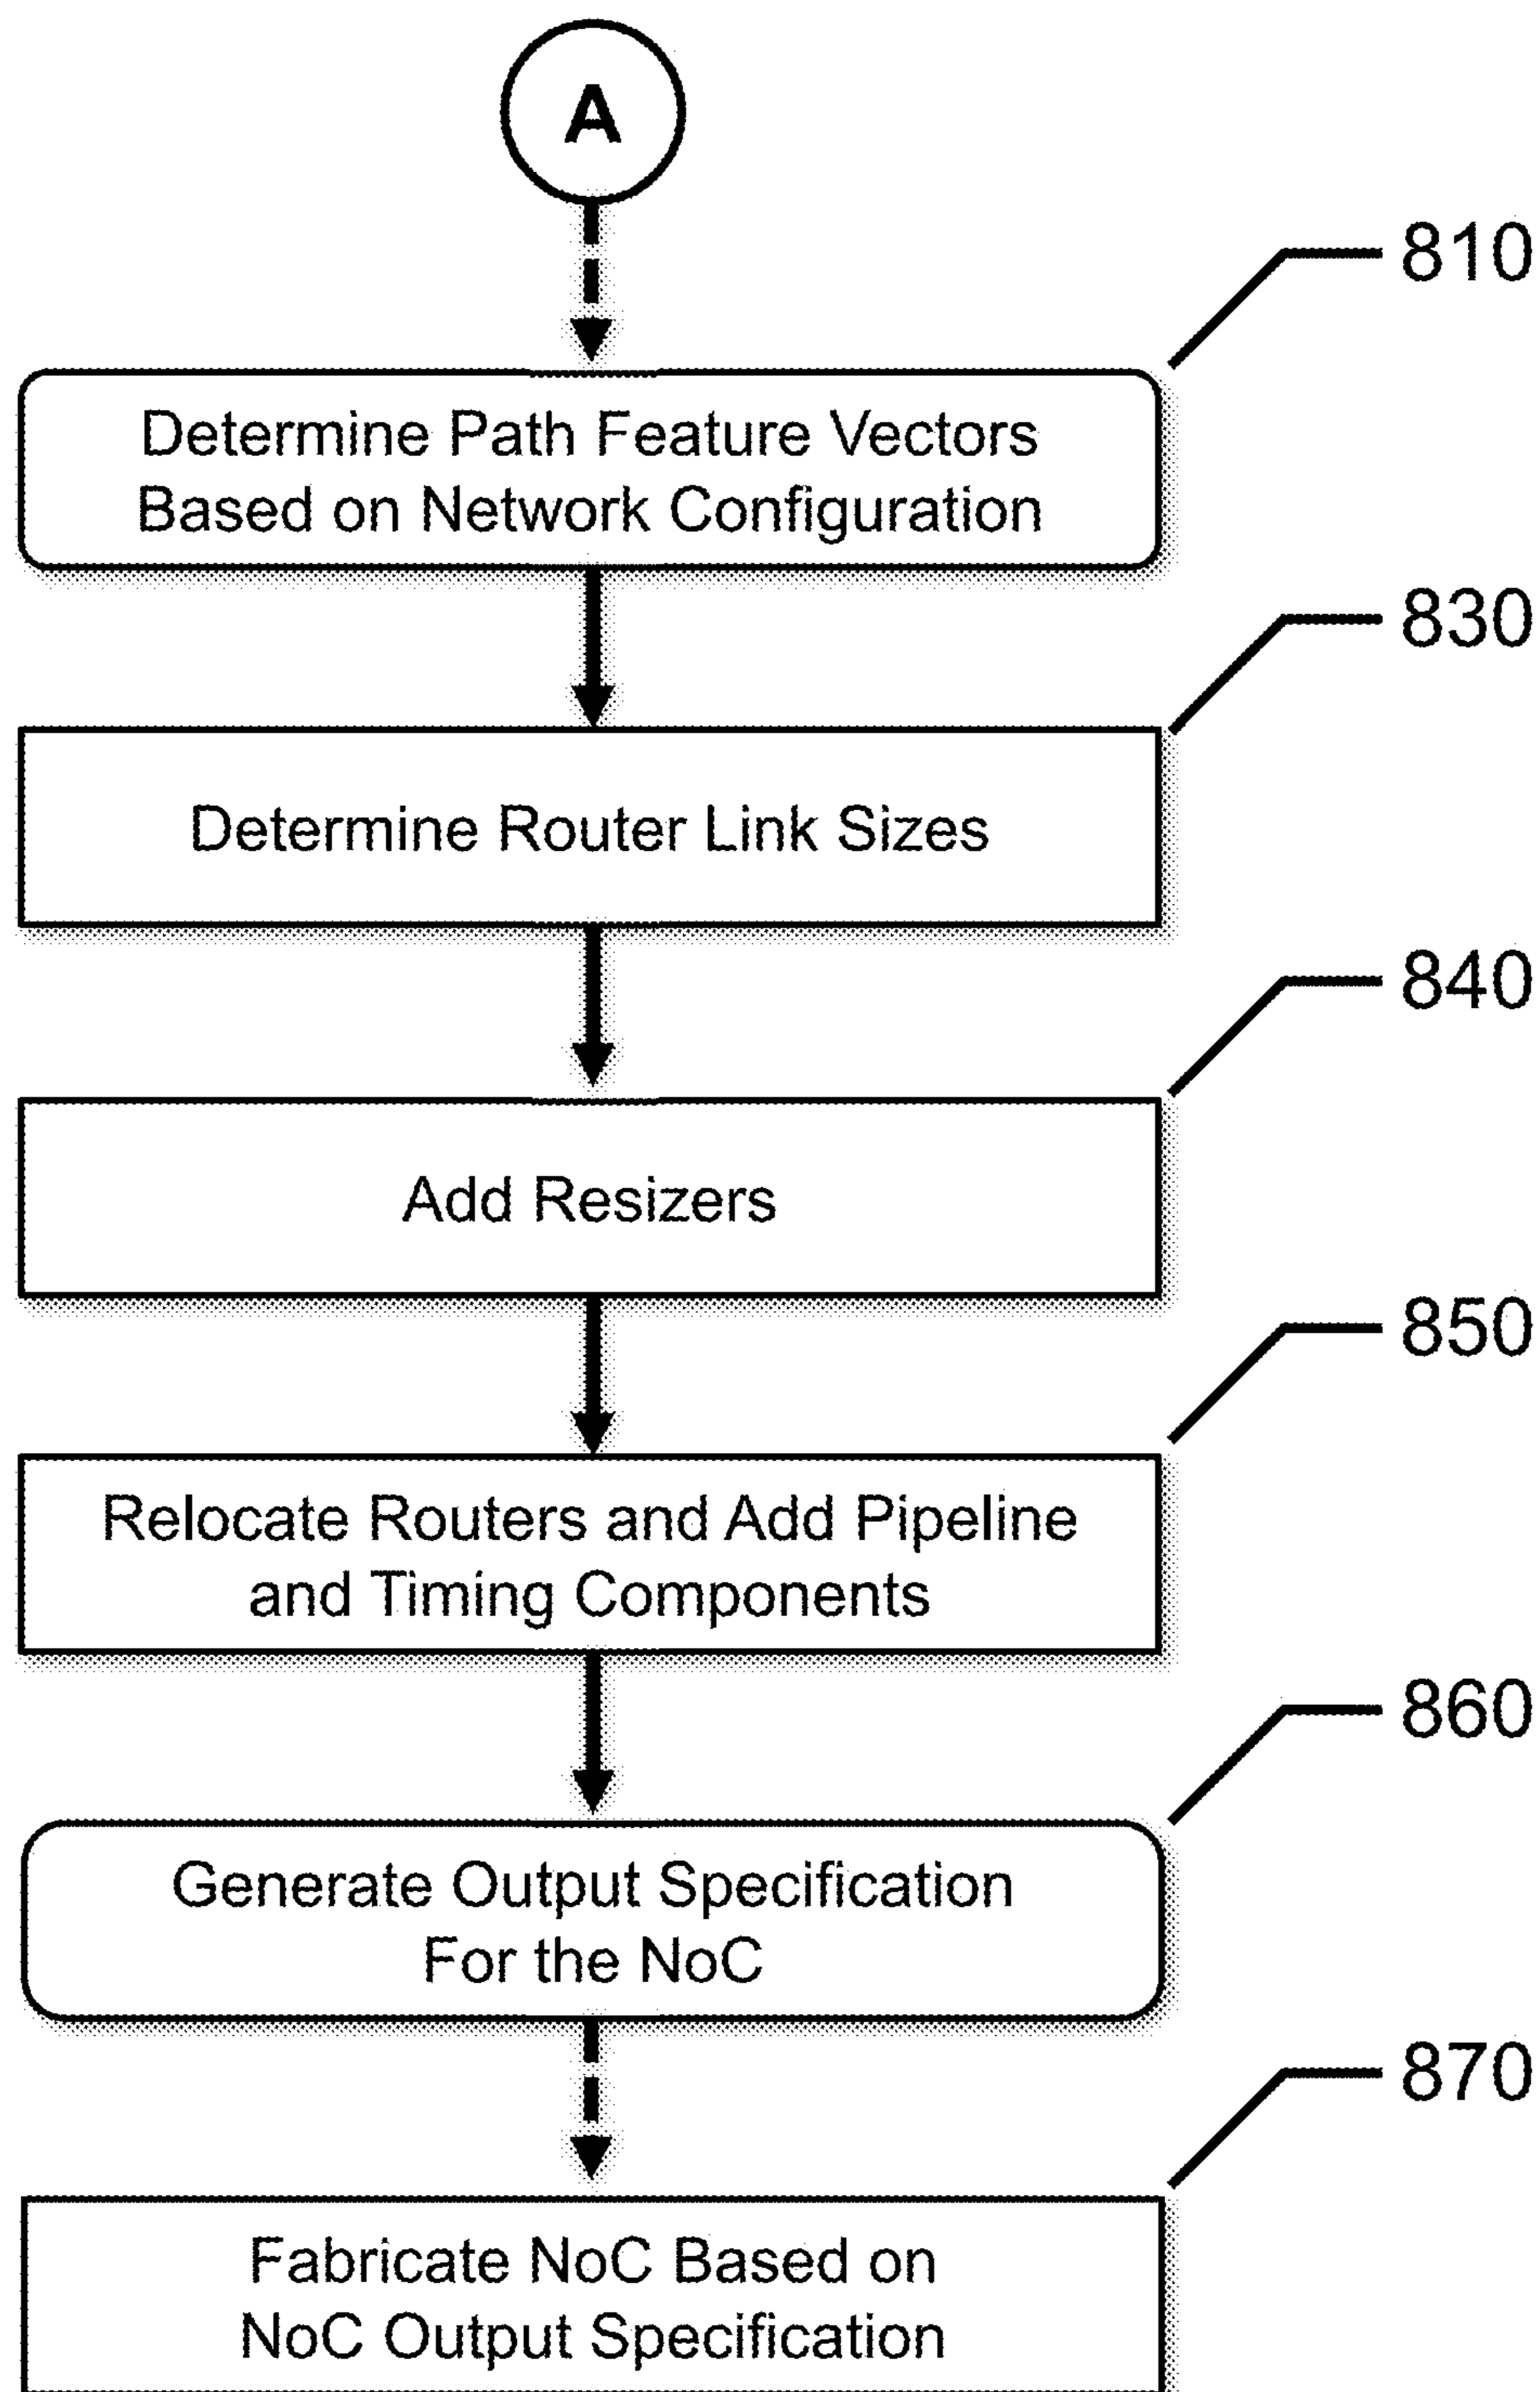 A
810
Determine Path Feature Vectors
Based on Network Configuration
830
Determine Router Link Sizes
840
Add Resizers
850
Relocate Routers and Add Pipeline
and Timing Components
860
Generate Output Specification
For the NoC
870
Fabricate NoC Based on
NoC Output Specification